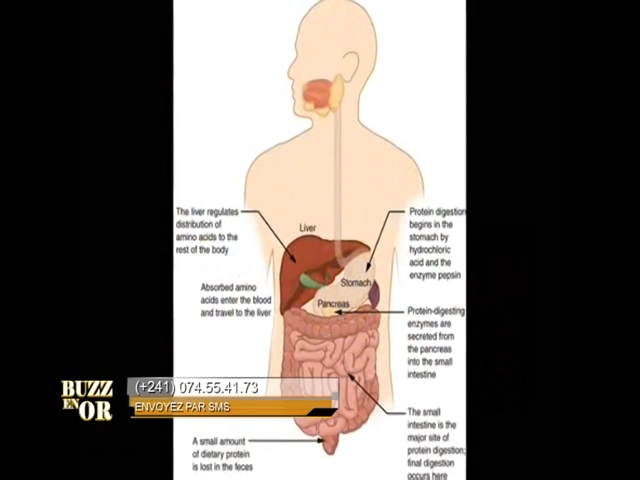 The liver regulates
distribution of
amino acids to the
rest of the body
Liver
Protein digestion
begins in the
stomach by
hydrochloric
acid and the
enzyme pepsin
Absorbed amino
acids enter the blood
and travel to the liver
Stomach
Pancreas
Protein-digesting
enzymes are
secreted from
the pancreas
into the small
intestine
BUZZ
EN OR
(+241) 074.55.41.73
ENVOYEZ PAR SMS
The small
intestine is the
major site of
protein digestion;
final digestion
occurs here
A small amount
of dietary protein
is lost in the feces